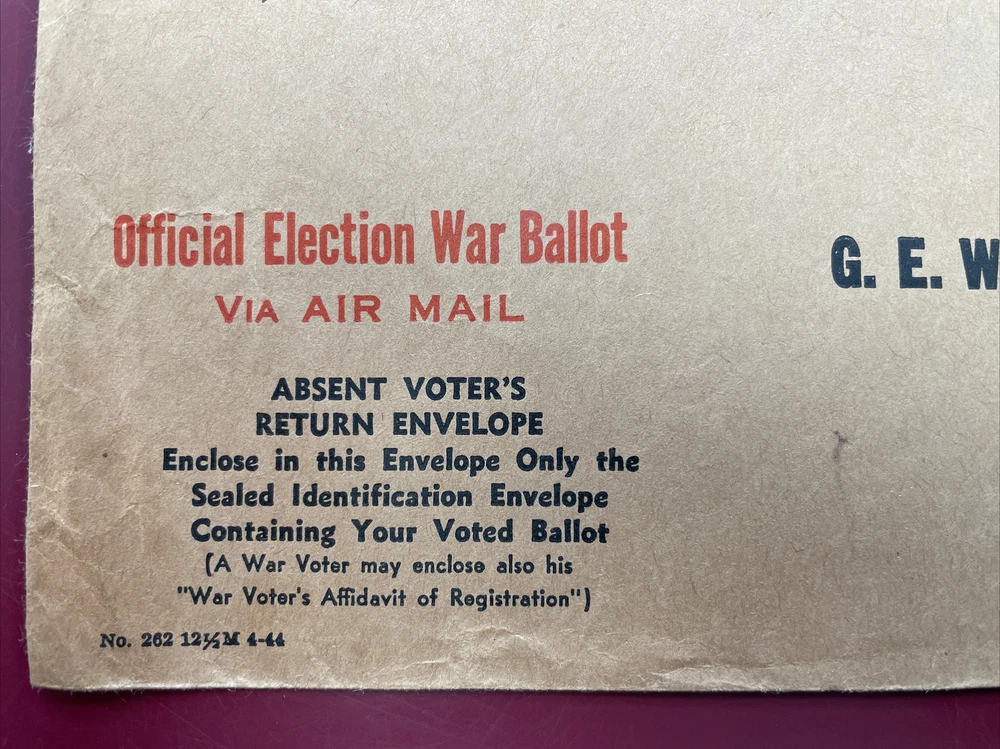 Official Election War Ballot
VIA AIR MAIL
G. E. W
ABSENT VOTER'S
RETURN ENVELOPE
Enclose in this Envelope Only the
Sealed Identification Envelope
Containing Your Voted Ballot
(A War Voter may enclose also his
"War Voter's Affidavit of Registration")
No. 262 12½M 4-44